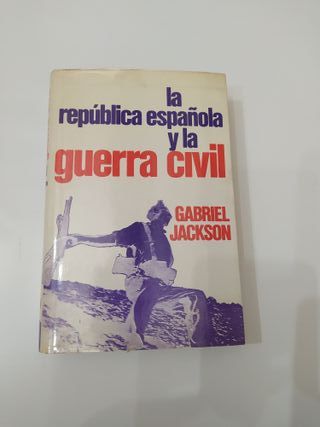 la
república española
y la
guerra civil
GABRIEL
JACKSON